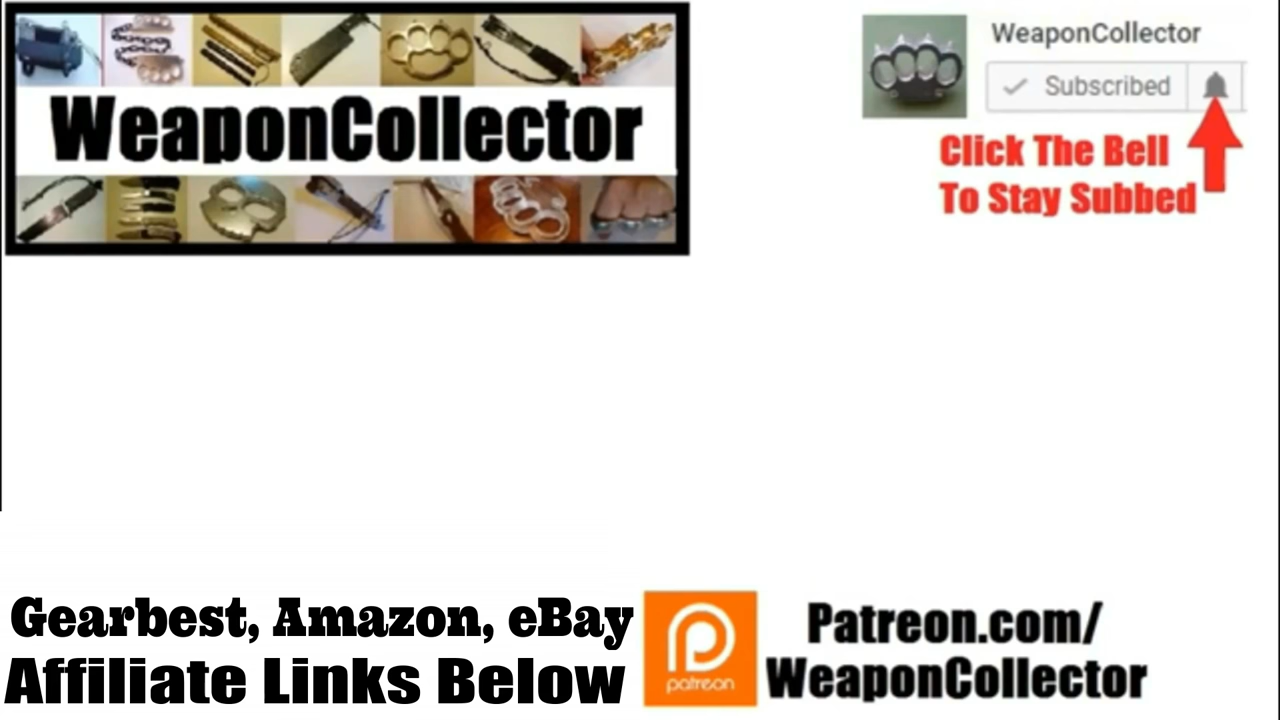 WeaponCollector
WeaponCollector
Subscribed
Click The Bell
To Stay Subbed
Gearbest, Amazon, eBay
Affiliate Links Below
patreon
Patreon.com/
WeaponCollector